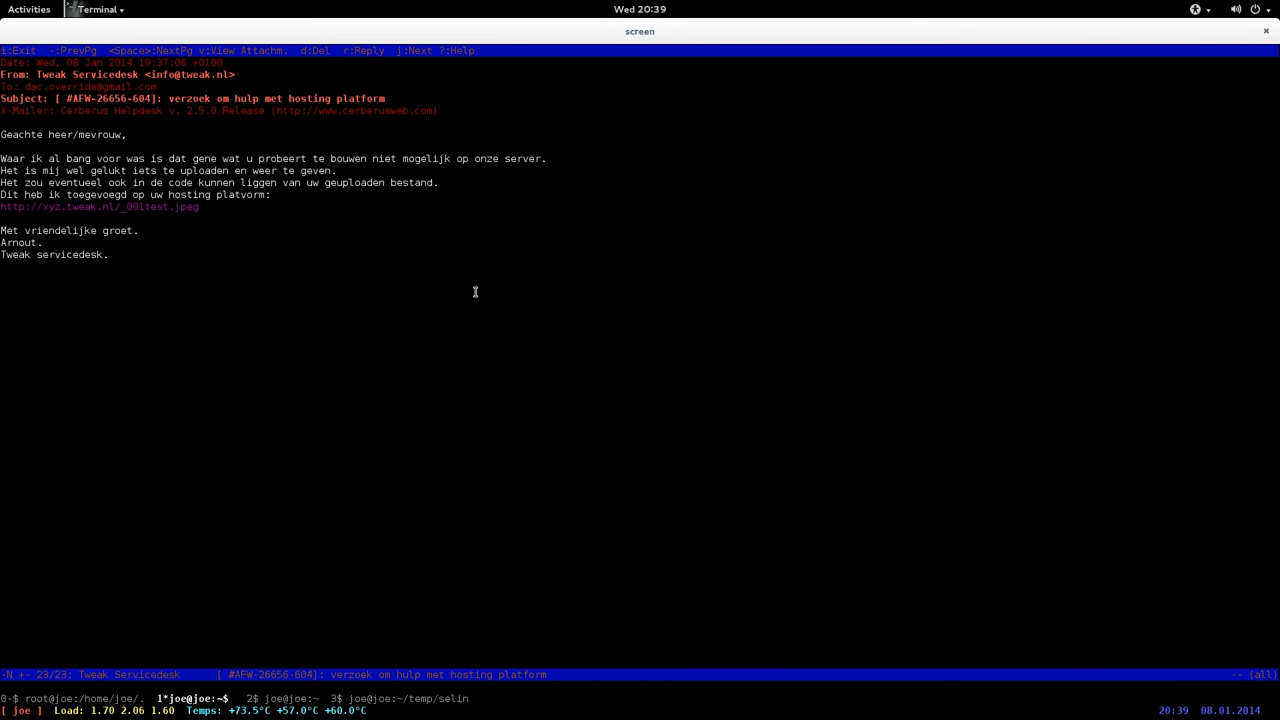 Activities Terminal Wed 20:39
screen ×
i:Exit -:PrevPg <Space>:NextPg v:View Attachm. d:Del r:Reply j:Next ?:Help
Date: Wed, 08 Jan 2014 19:37:06 +0100
From: Tweak Servicedesk <info@tweak.nl>
To: dac.override@gmail.com
Subject: [ #AFW-26656-604]: verzoek om hulp met hosting platform
X-Mailer: Cerberus Helpdesk v. 2.5.0 Release (http://www.cerberusweb.com)
Geachte heer/mevrouw,
Waar ik al bang voor was is dat gene wat u probeert te bouwen niet mogelijk op onze server.
Het is mij wel gelukt iets te uploaden en weer te geven.
Het zou eventueel ook in de code kunnen liggen van uw geuploaden bestand.
Dit heb ik toegevoegd op uw hosting platvorm:
http://xyz.tweak.nl/_001test.jpeg
Met vriendelijke groet.
Arnout.
Tweak servicedesk.
-N +- 23/23: Tweak Servicedesk [ #AFW-26656-604]: verzoek om hulp met hosting platform -- (all)
0-$ root@joe:/home/joe/. 1*joe@joe:~$ 2$ joe@joe:~ 3$ joe@joe:~/temp/selin
[ joe ] Load: 1.70 2.06 1.60 Temps: +73.5°C +57.0°C +60.0°C 20:39 08.01.2014